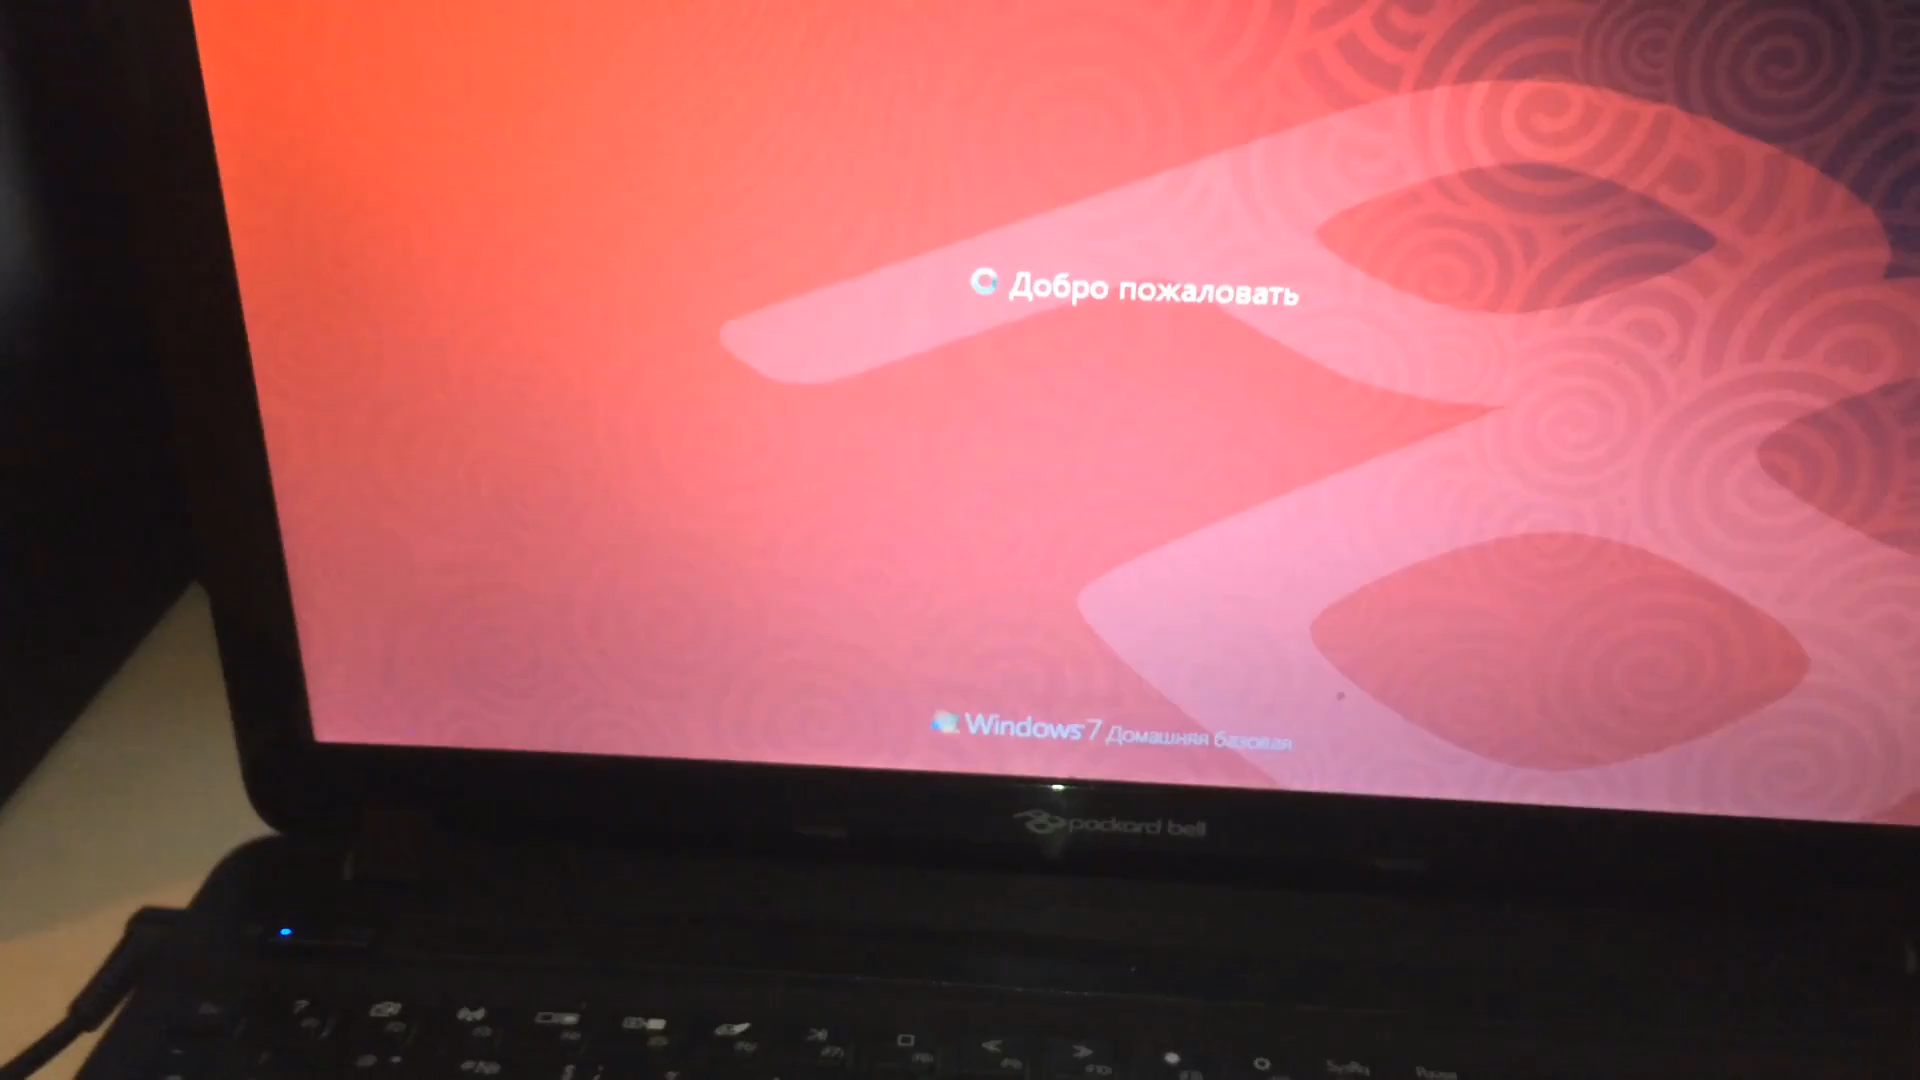 Добро пожаловать
Windows 7 Домашняя базовая
packard bell